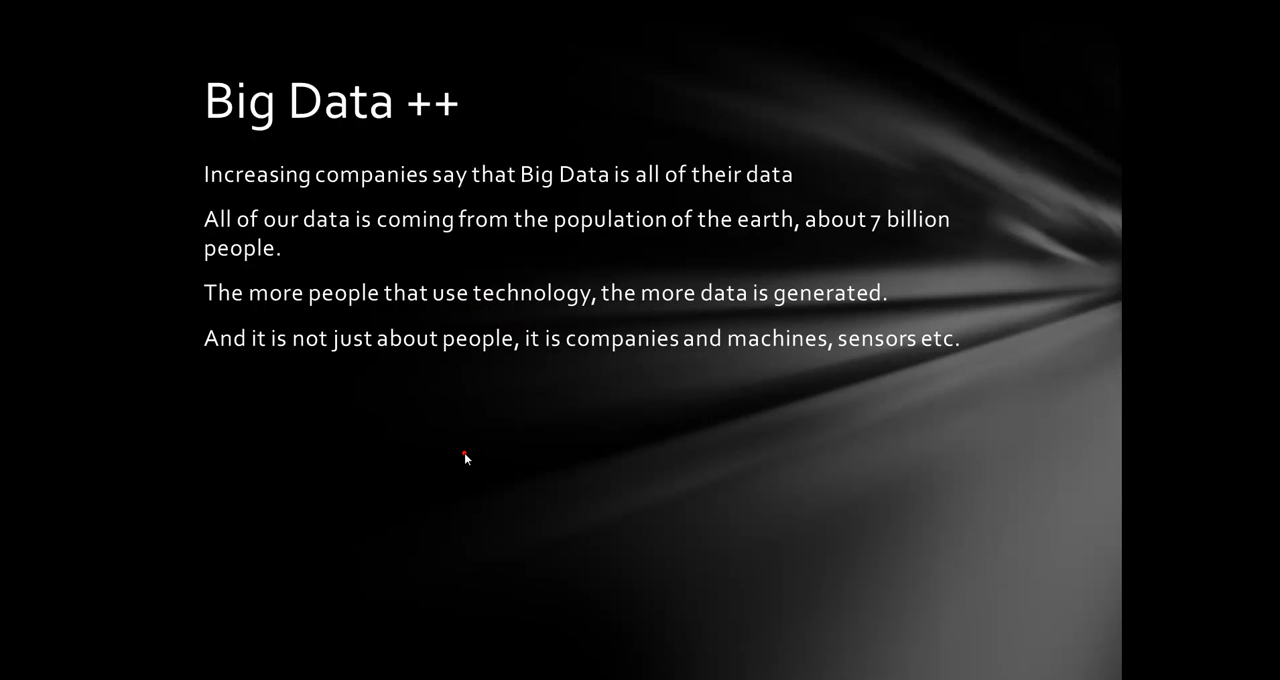 Big Data ++
Increasing companies say that Big Data is all of their data
All of our data is coming from the population of the earth, about 7 billion
people.
The more people that use technology, the more data is generated.
And it is not just about people, it is companies and machines, sensors etc.